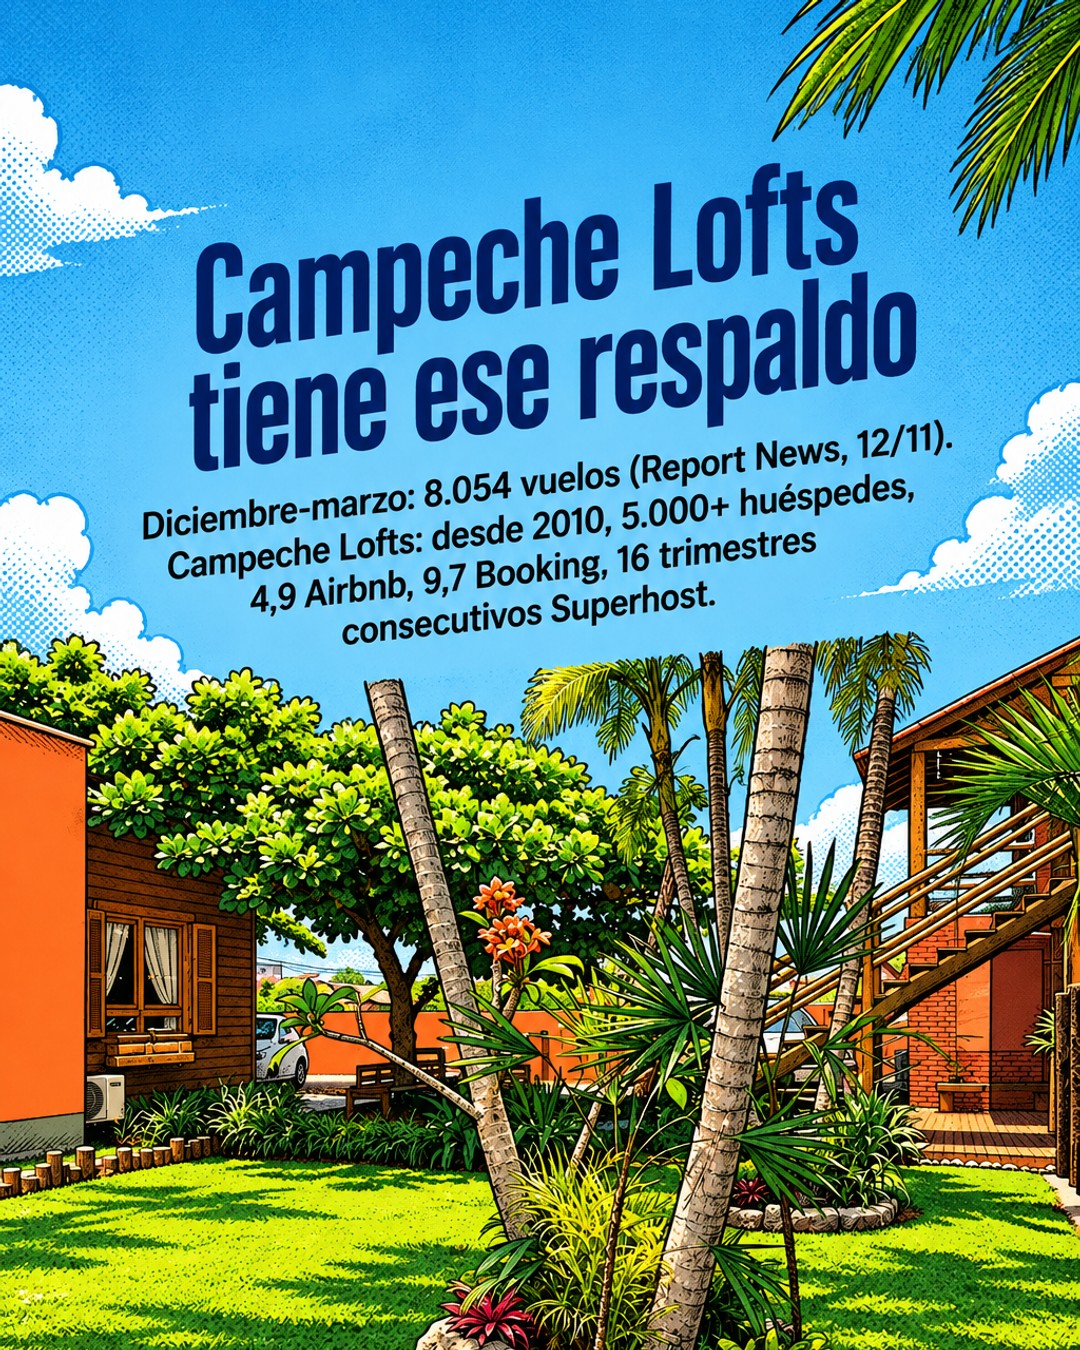 Campeche Lofts
tiene ese respaldo
Diciembre-marzo: 8.054 vuelos (Report News, 12/11).
Campeche Lofts: desde 2010, 5.000+ huéspedes,
4,9 Airbnb, 9,7 Booking, 16 trimestres
consecutivos Superhost.